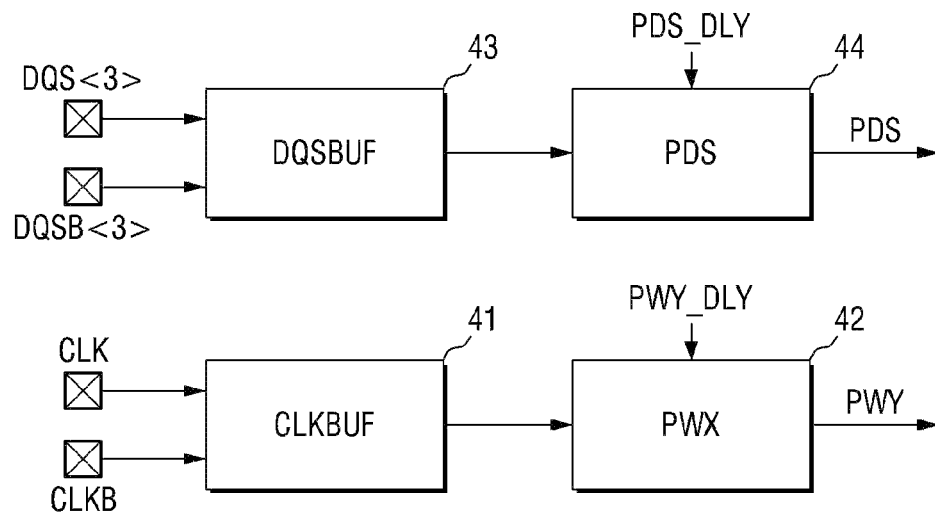 PDS_DLY
43
44
DQS<3>
DQSBUF
PDS
PDS
DQSB<3>
PWY_DLY
41
42
CLK
CLKBUF
PWX
PWY
CLKB